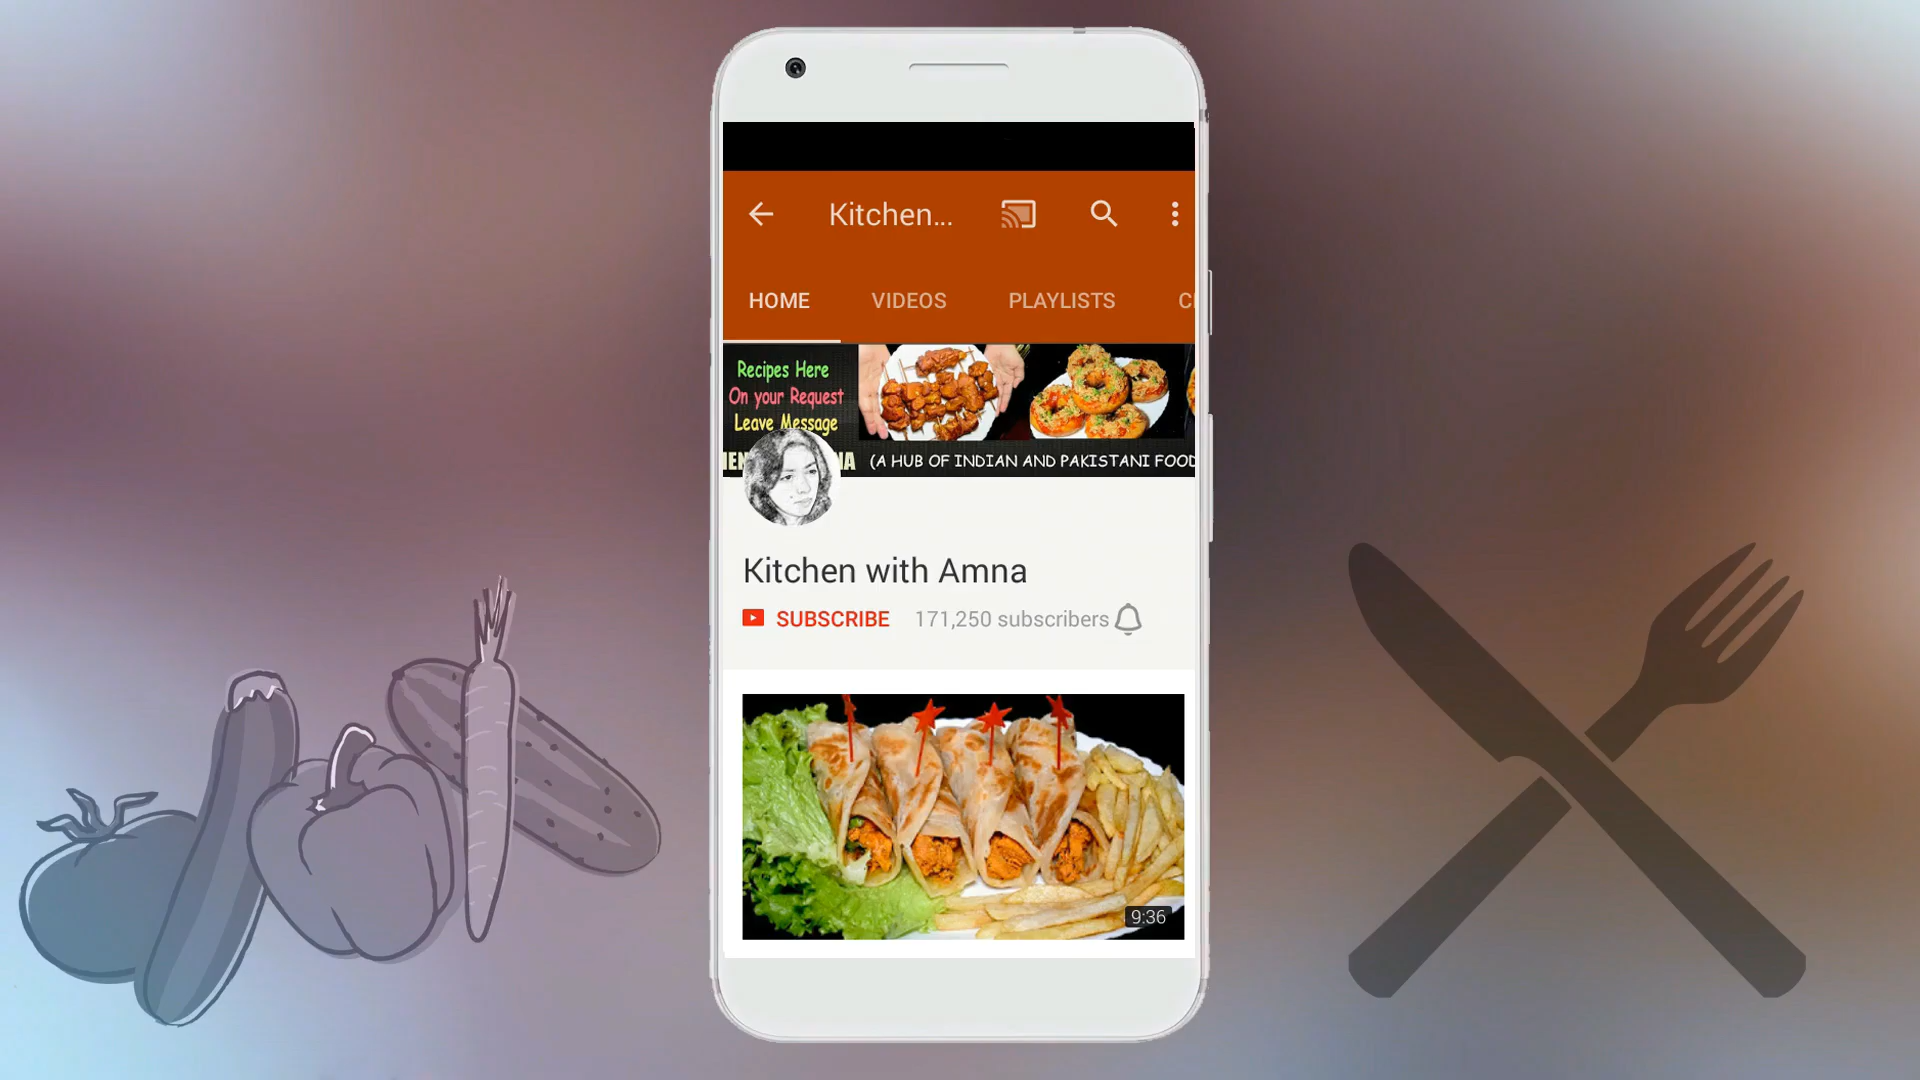 Kitchen...
HOME VIDEOS PLAYLISTS
Recipes Here
On your Request
Leave Message
(A HUB OF INDIAN AND PAKISTANI FOOD
Kitchen with Amna
SUBSCRIBE 171,250 subscribers
9:36